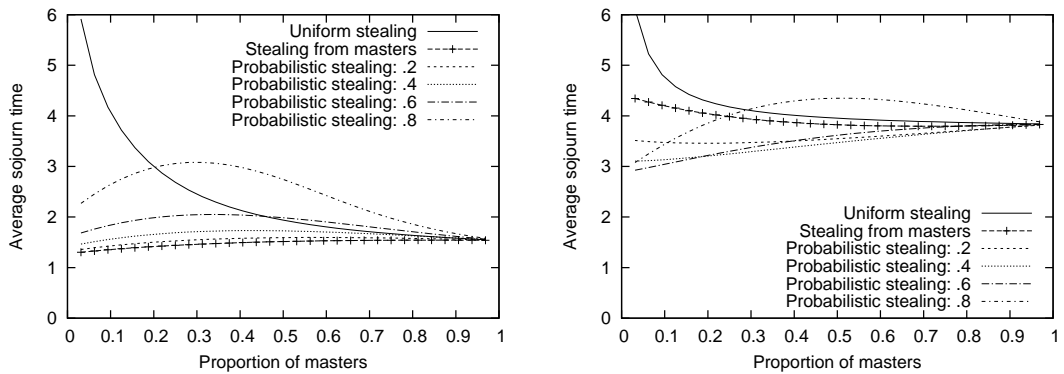 6
5
4
3
2
1
0
0 0.1 0.2 0.3 0.4 0.5 0.6 0.7 0.8 0.9 1
Average sojourn time
Proportion of masters
Uniform stealing
Stealing from masters
Probabilistic stealing: .2
Probabilistic stealing: .4
Probabilistic stealing: .6
Probabilistic stealing: .8
6
5
4
3
2
1
0
0 0.1 0.2 0.3 0.4 0.5 0.6 0.7 0.8 0.9 1
Average sojourn time
Proportion of masters
Uniform stealing
Stealing from masters
Probabilistic stealing: .2
Probabilistic stealing: .4
Probabilistic stealing: .6
Probabilistic stealing: .8